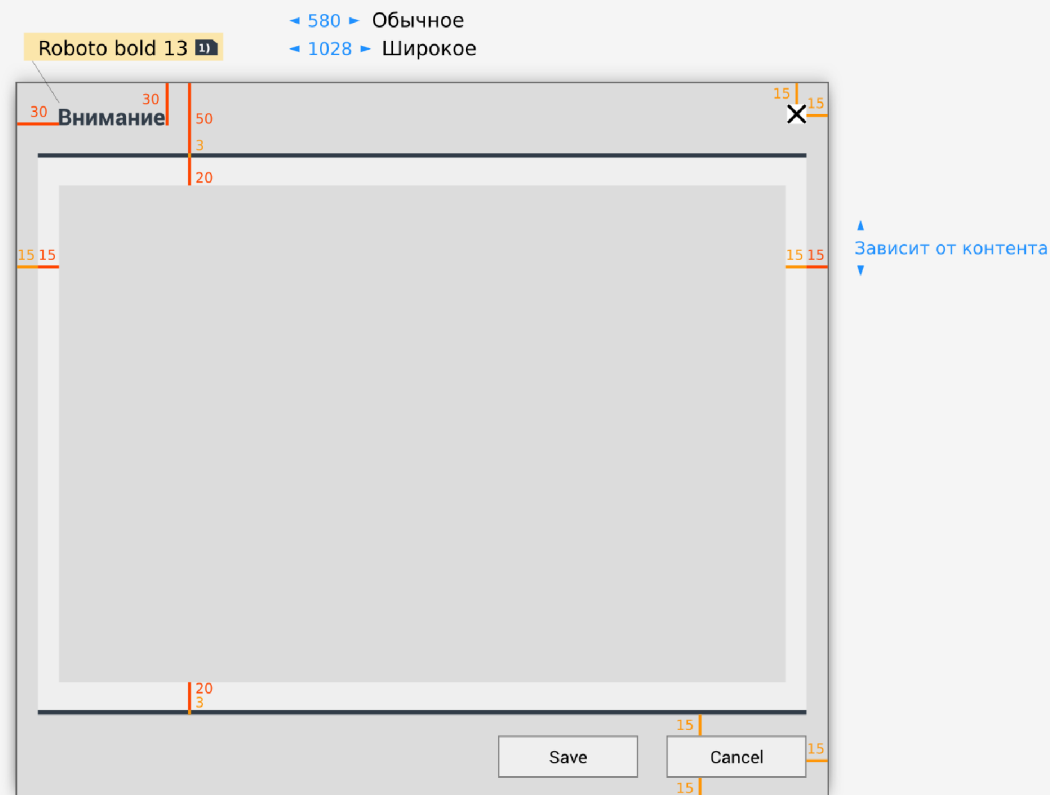 ◄ 580 ► Обычное
Roboto bold 13 1)
◄ 1028 ► Широкое
30
30
Внимание
50
3
20
15
15
15 15
15 15
▲
Зависит от контента
▼
20
3
15
Save
Cancel
15
15